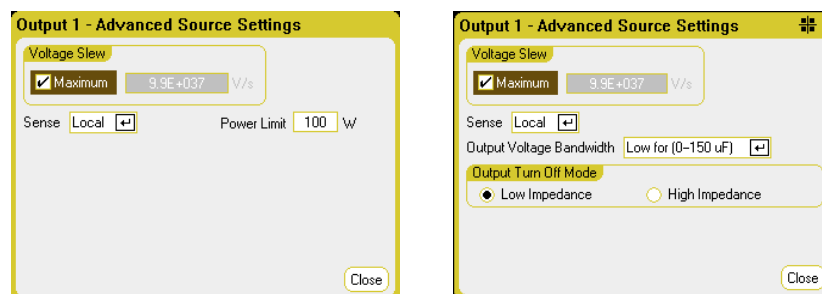 Output 1 - Advanced Source Settings
Voltage Slew
Maximum 9.9E+037 V/s
Sense Local Power Limit 100 W
Close
Output 1 - Advanced Source Settings
Voltage Slew
Maximum 9.9E+037 V/s
Sense Local
Output Voltage Bandwidth Low for (0-150 uF)
Output Turn Off Mode
Low Impedance High Impedance
Close